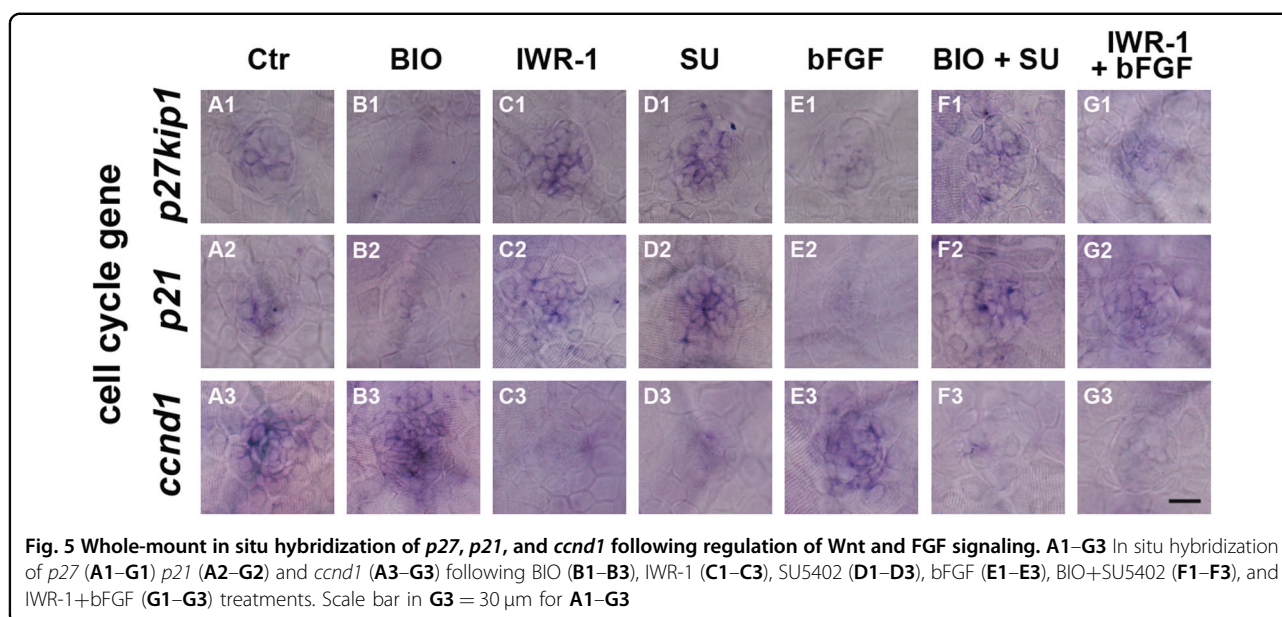 Ctr BIO IWR-1 SU bFGF BIO + SU IWR-1
+ bFGF
cell cycle gene
p27kip1
A1 B1 C1 D1 E1 F1 G1
p21
A2 B2 C2 D2 E2 F2 G2
ccnd1
A3 B3 C3 D3 E3 F3 G3
Fig. 5 Whole-mount in situ hybridization of p27, p21, and ccnd1 following regulation of Wnt and FGF signaling. A1–G3 In situ hybridization
of p27 (A1–G1) p21 (A2–G2) and ccnd1 (A3–G3) following BIO (B1–B3), IWR-1 (C1–C3), SU5402 (D1–D3), bFGF (E1–E3), BIO+SU5402 (F1–F3), and
IWR-1+bFGF (G1–G3) treatments. Scale bar in G3 = 30 μm for A1–G3